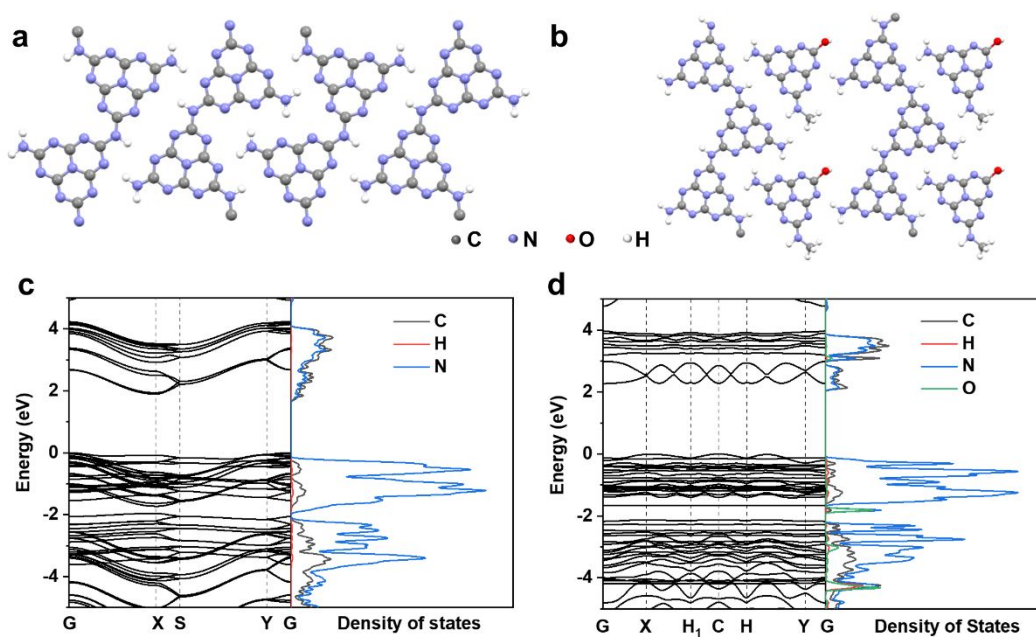 a
b
C N O H
c
d
C
H
N
C
H
N
O
4
2
0
-2
-4
Energy (eV)
4
2
0
-2
-4
Energy (eV)
G X S Y G Density of states
G X H₁ C H Y G Density of States